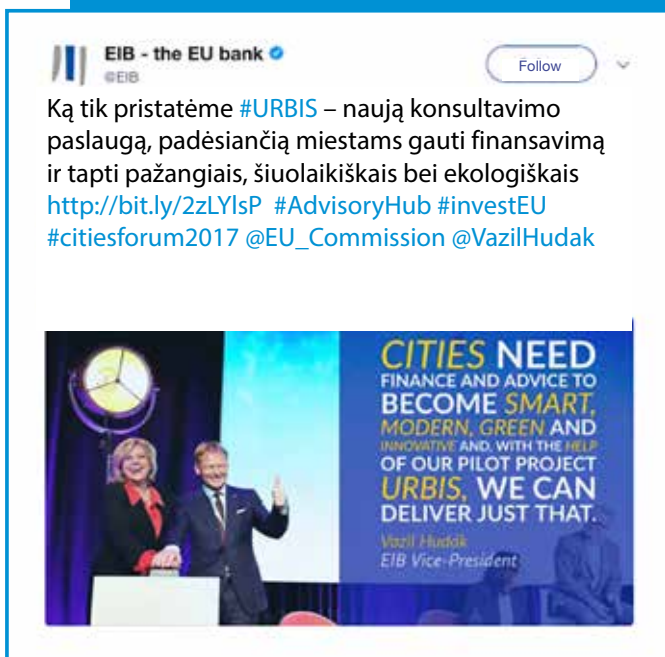 EIB - the EU bank
@EIB
Follow
Ką tik pristatėme #URBIS – naują konsultavimo
paslaugą, padėsiančią miestams gauti finansavimą
ir tapti pažangiais, šiuolaikiškais bei ekologiškais
http://bit.ly/2zLYlsP #AdvisoryHub #investEU
#citiesforum2017 @EU_Commission @VazilHudak
CITIES NEED
FINANCE AND ADVICE TO
BECOME SMART,
MODERN, GREEN AND
INNOVATIVE AND, WITH THE HELP
OF OUR PILOT PROJECT
URBIS, WE CAN
DELIVER JUST THAT.
Vazil Hudák
EIB Vice-President